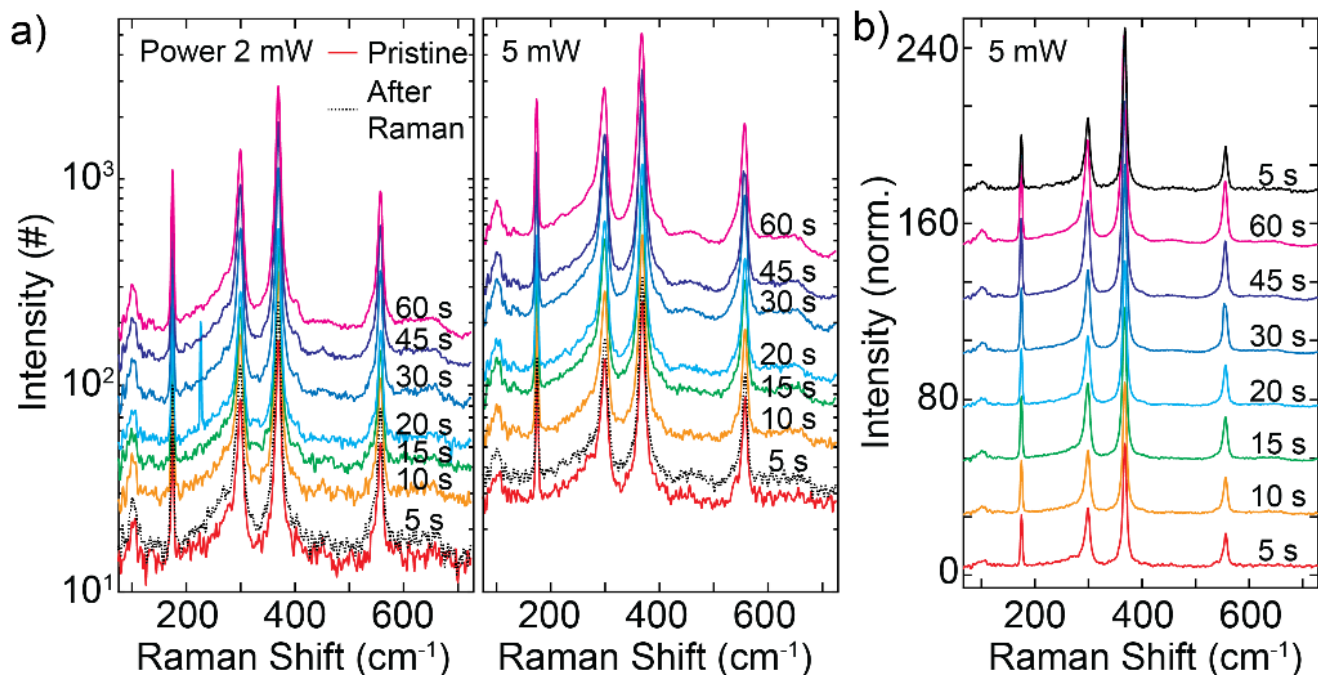 a)
Power 2 mW
Pristine
After
Raman
5 mW
b)
5 mW
Intensity (#)
10³
10²
10¹
60 s
45 s
30 s
20 s
15 s
10 s
5 s
200
400
600
Raman Shift (cm⁻¹)
60 s
45 s
30 s
20 s
15 s
10 s
5 s
200
400
600
Raman Shift (cm⁻¹)
Intensity (norm.)
240
160
80
0
5 s
60 s
45 s
30 s
20 s
15 s
10 s
5 s
200
400
600
Raman Shift (cm⁻¹)